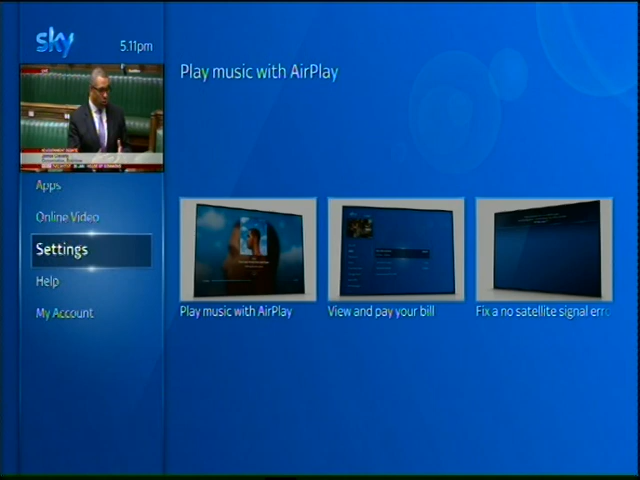 sky
5.11pm
Play music with AirPlay
Apps
Online Video
Settings
Help
My Account
Play music with AirPlay
View and pay your bill
Fix a no satellite signal erro